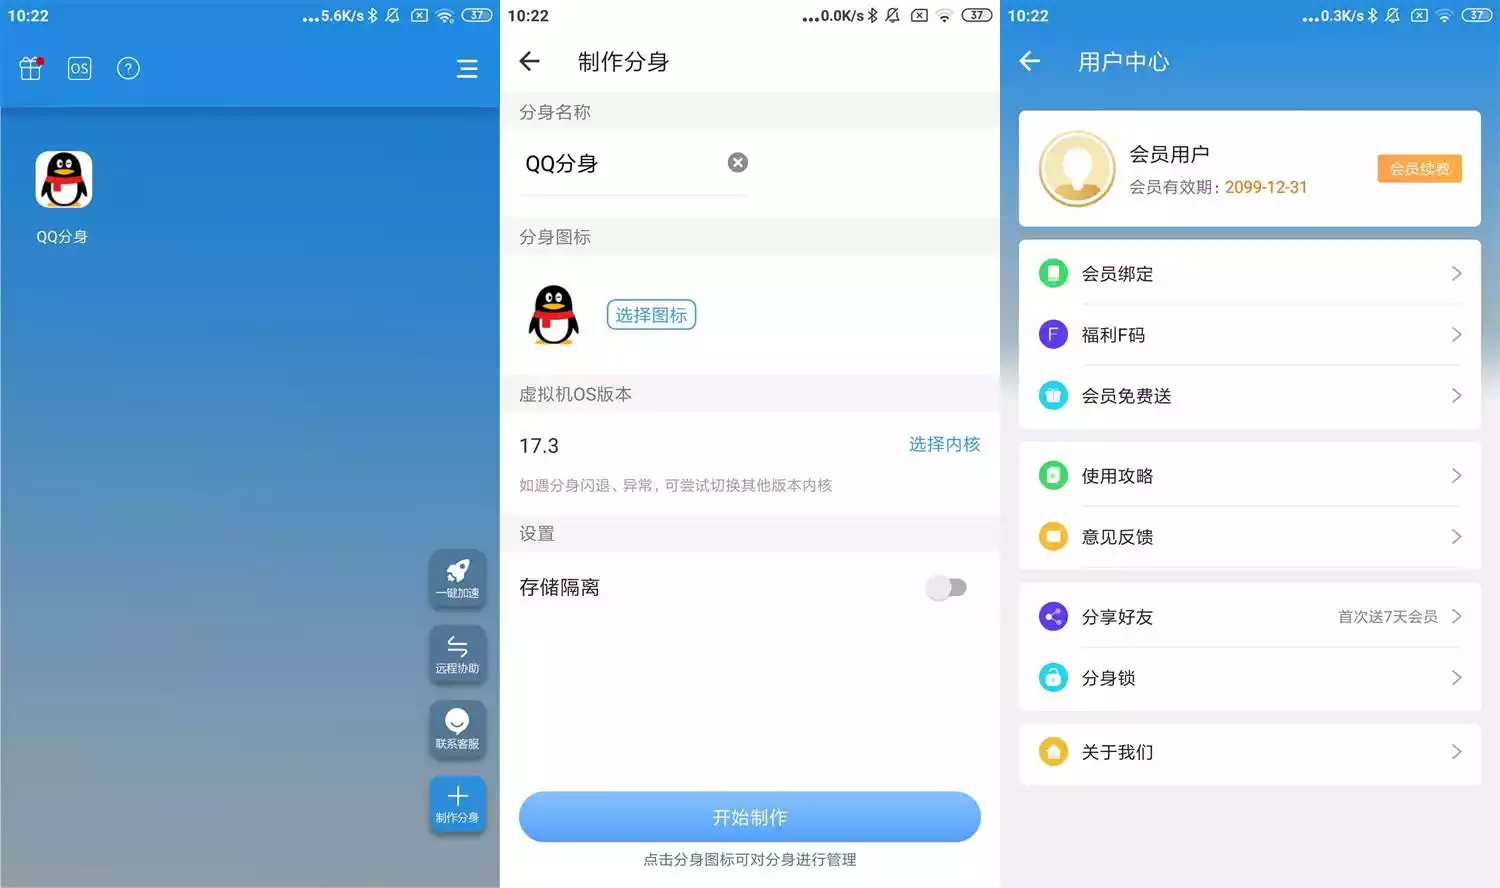 10:22
...5.6K/s
37
OS
?
QQ分身
一键加速
远程协助
联系客服
制作分身
10:22
...0.0K/s
37
制作分身
分身名称
QQ分身
分身图标
选择图标
虚拟机OS版本
17.3
选择内核
如遇分身闪退、异常，可尝试切换其他版本内核
设置
存储隔离
开始制作
点击分身图标可对分身进行管理
10:22
...0.3K/s
37
用户中心
会员用户
会员有效期：2099-12-31
会员续费
会员绑定
F
福利F码
会员免费送
使用攻略
意见反馈
分享好友
首次送7天会员
分身锁
关于我们